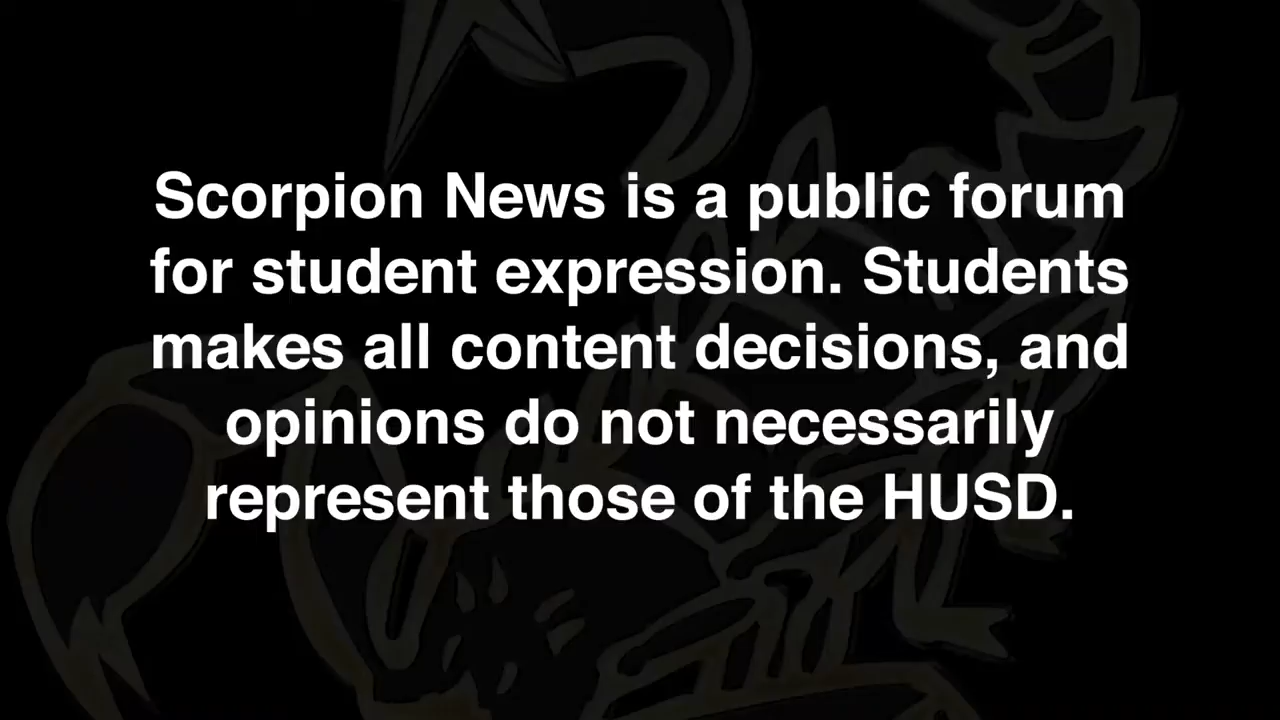 Scorpion News is a public forum
for student expression. Students
makes all content decisions, and
opinions do not necessarily
represent those of the HUSD.